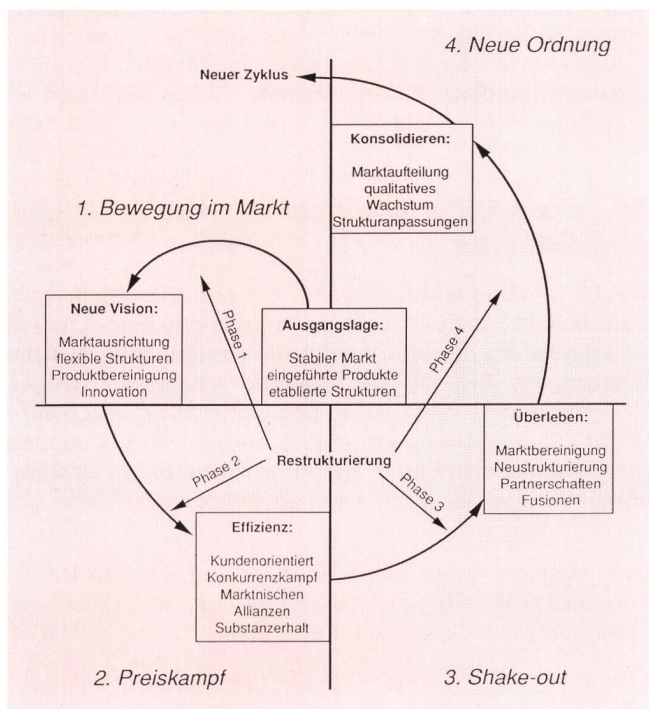 4. Neue Ordnung
Neuer Zyklus
Konsolidieren:
Marktaufteilung
qualitatives
Wachstum
Strukturanpassungen
1. Bewegung im Markt
Neue Vision:
Marktausrichtung
flexible Strukturen
Produktbereinigung
Innovation
Phase 1
Ausgangslage:
Stabiler Markt
eingeführte Produkte
etablierte Strukturen
Phase 4
Überleben:
Marktbereinigung
Neustrukturierung
Partnerschaften
Fusionen
Restrukturierung
Phase 2
Phase 3
Effizienz:
Kundenorientiert
Konkurrenzkampf
Marktnischen
Allianzen
Substanzerhalt
2. Preiskampf
3. Shake-out